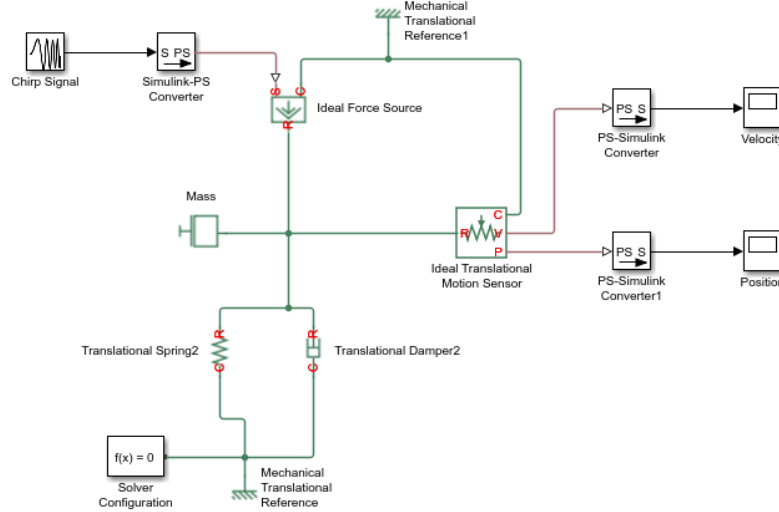 Mechanical
Translational
Reference1
S PS
Chirp Signal
Simulink-PS
Converter
S
C
R
Ideal Force Source
PS S
PS-Simulink
Converter
Velocity
Mass
C
R
V
P
Ideal Translational
Motion Sensor
PS S
PS-Simulink
Converter1
Position
Translational Spring2
R
C
R
C
Translational Damper2
f(x) = 0
Solver
Configuration
Mechanical
Translational
Reference